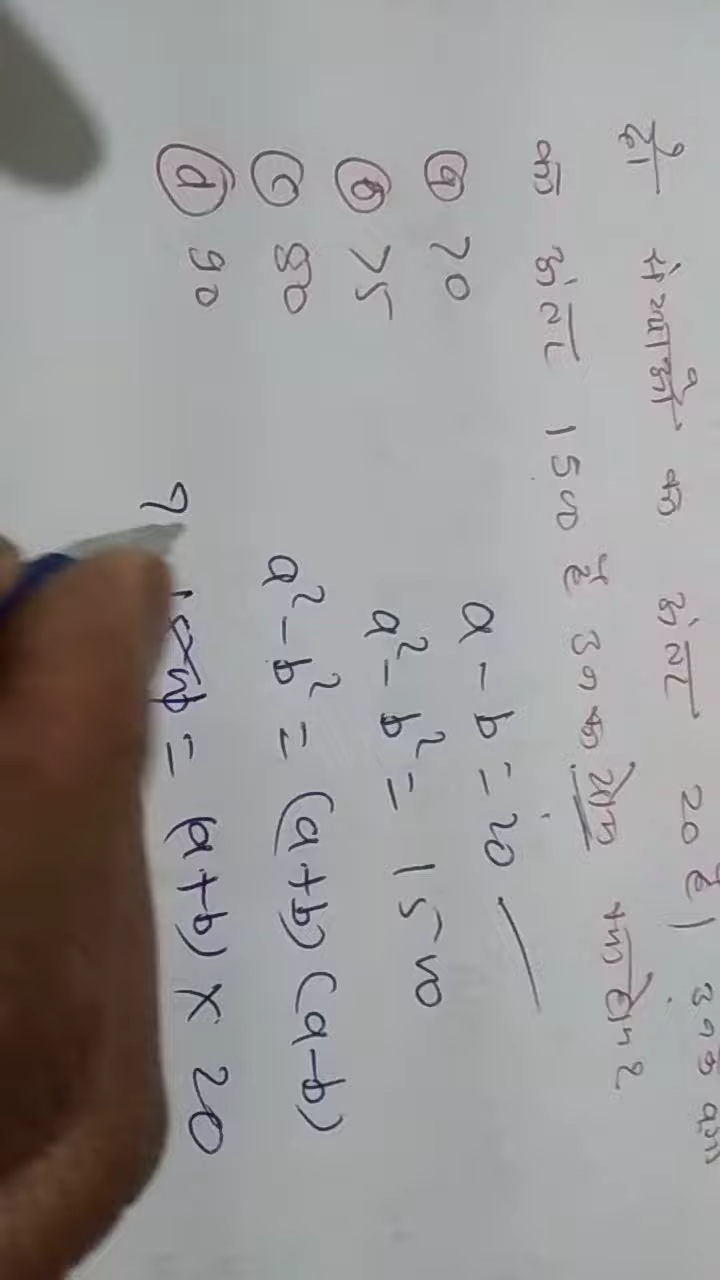 दो संख्याओं का अंतर 20 है। उनके वर्गो
का अंतर 1500 है उनका योग क्या होगा?
(a) 70
(b) 75
(c) 80
(d) 90
a - b = 20
a² - b² = 1500
a² - b² = (a+b) (a-b)
= (a+b) × 20